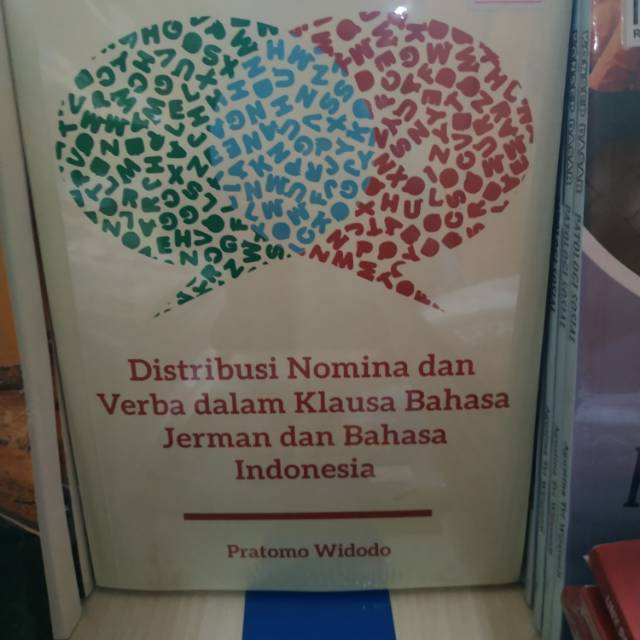 Distribusi Nomina dan
Verba dalam Klausa Bahasa
Jerman dan Bahasa
Indonesia
Pratomo Widodo